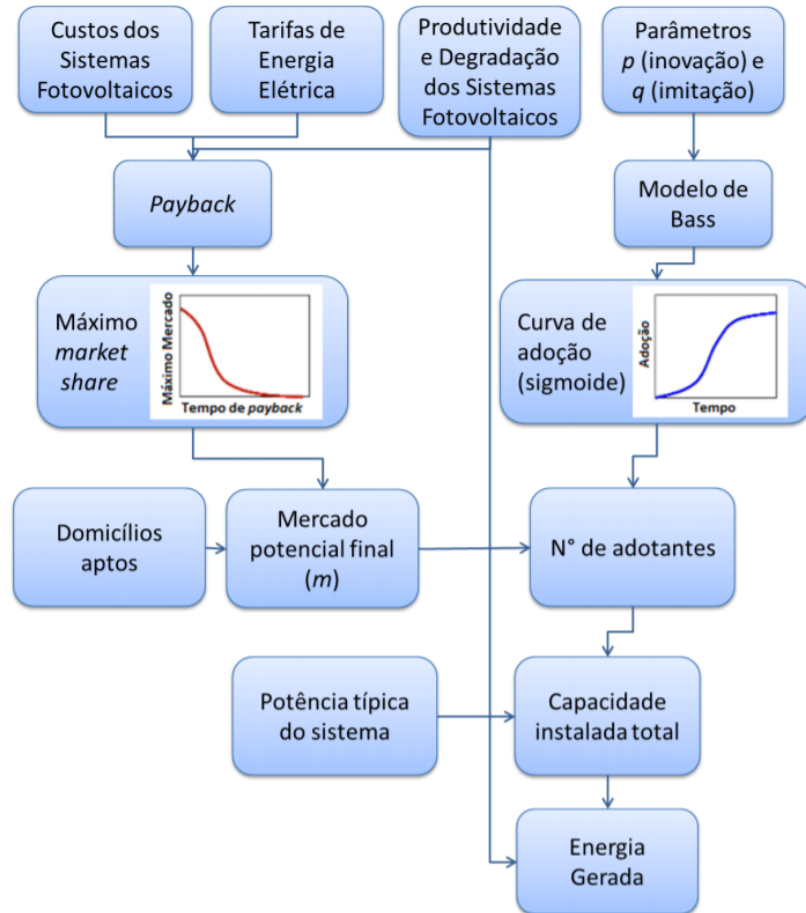 Custos dos
Sistemas
Fotovoltaicos
Tarifas de
Energia
Elétrica
Produtividade
e Degradação
dos Sistemas
Fotovoltaicos
Parâmetros
p (inovação) e
q (imitação)
Payback
Modelo de
Bass
Máximo
market
share
Máximo Mercado
Tempo de payback
Curva de
adoção
(sigmoide)
Adoção
Tempo
Domicílios
aptos
Mercado
potencial final
(m)
N° de adotantes
Potência típica
do sistema
Capacidade
instalada total
Energia
Gerada